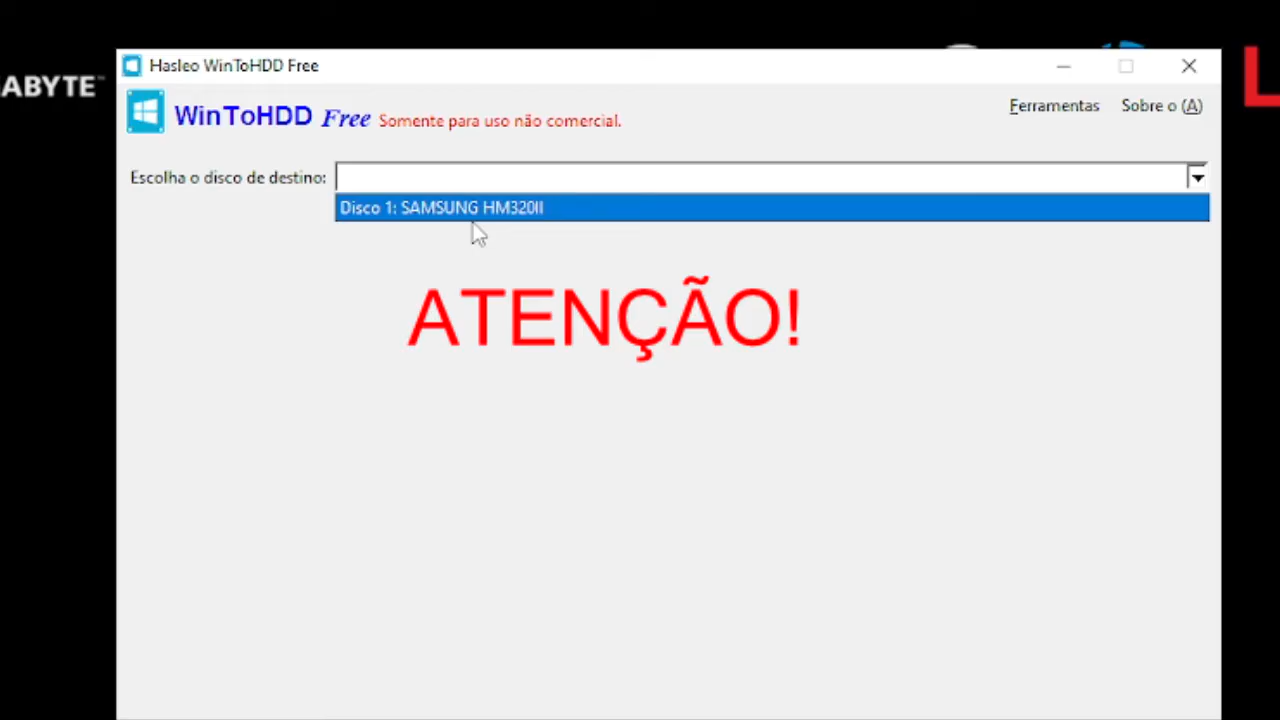 Hasleo WinToHDD Free
ABYTE™
WinToHDD Free Somente para uso não comercial.
Ferramentas Sobre o (A)
Escolha o disco de destino:
Disco 1: SAMSUNG HM320II
ATENÇÃO!